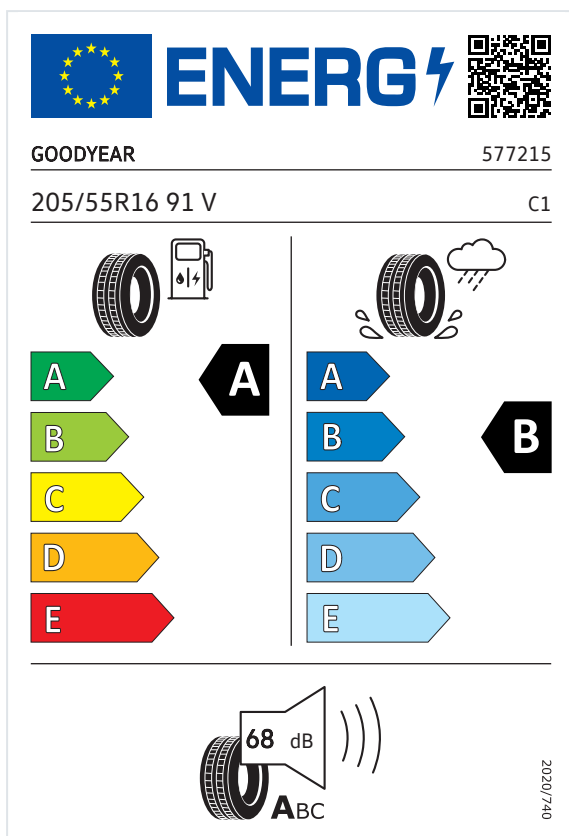 ENERG
GOODYEAR 577215
205/55R16 91 V C1
A A A
B B B
C C
D D
E E
68 dB
ABC
2020/740